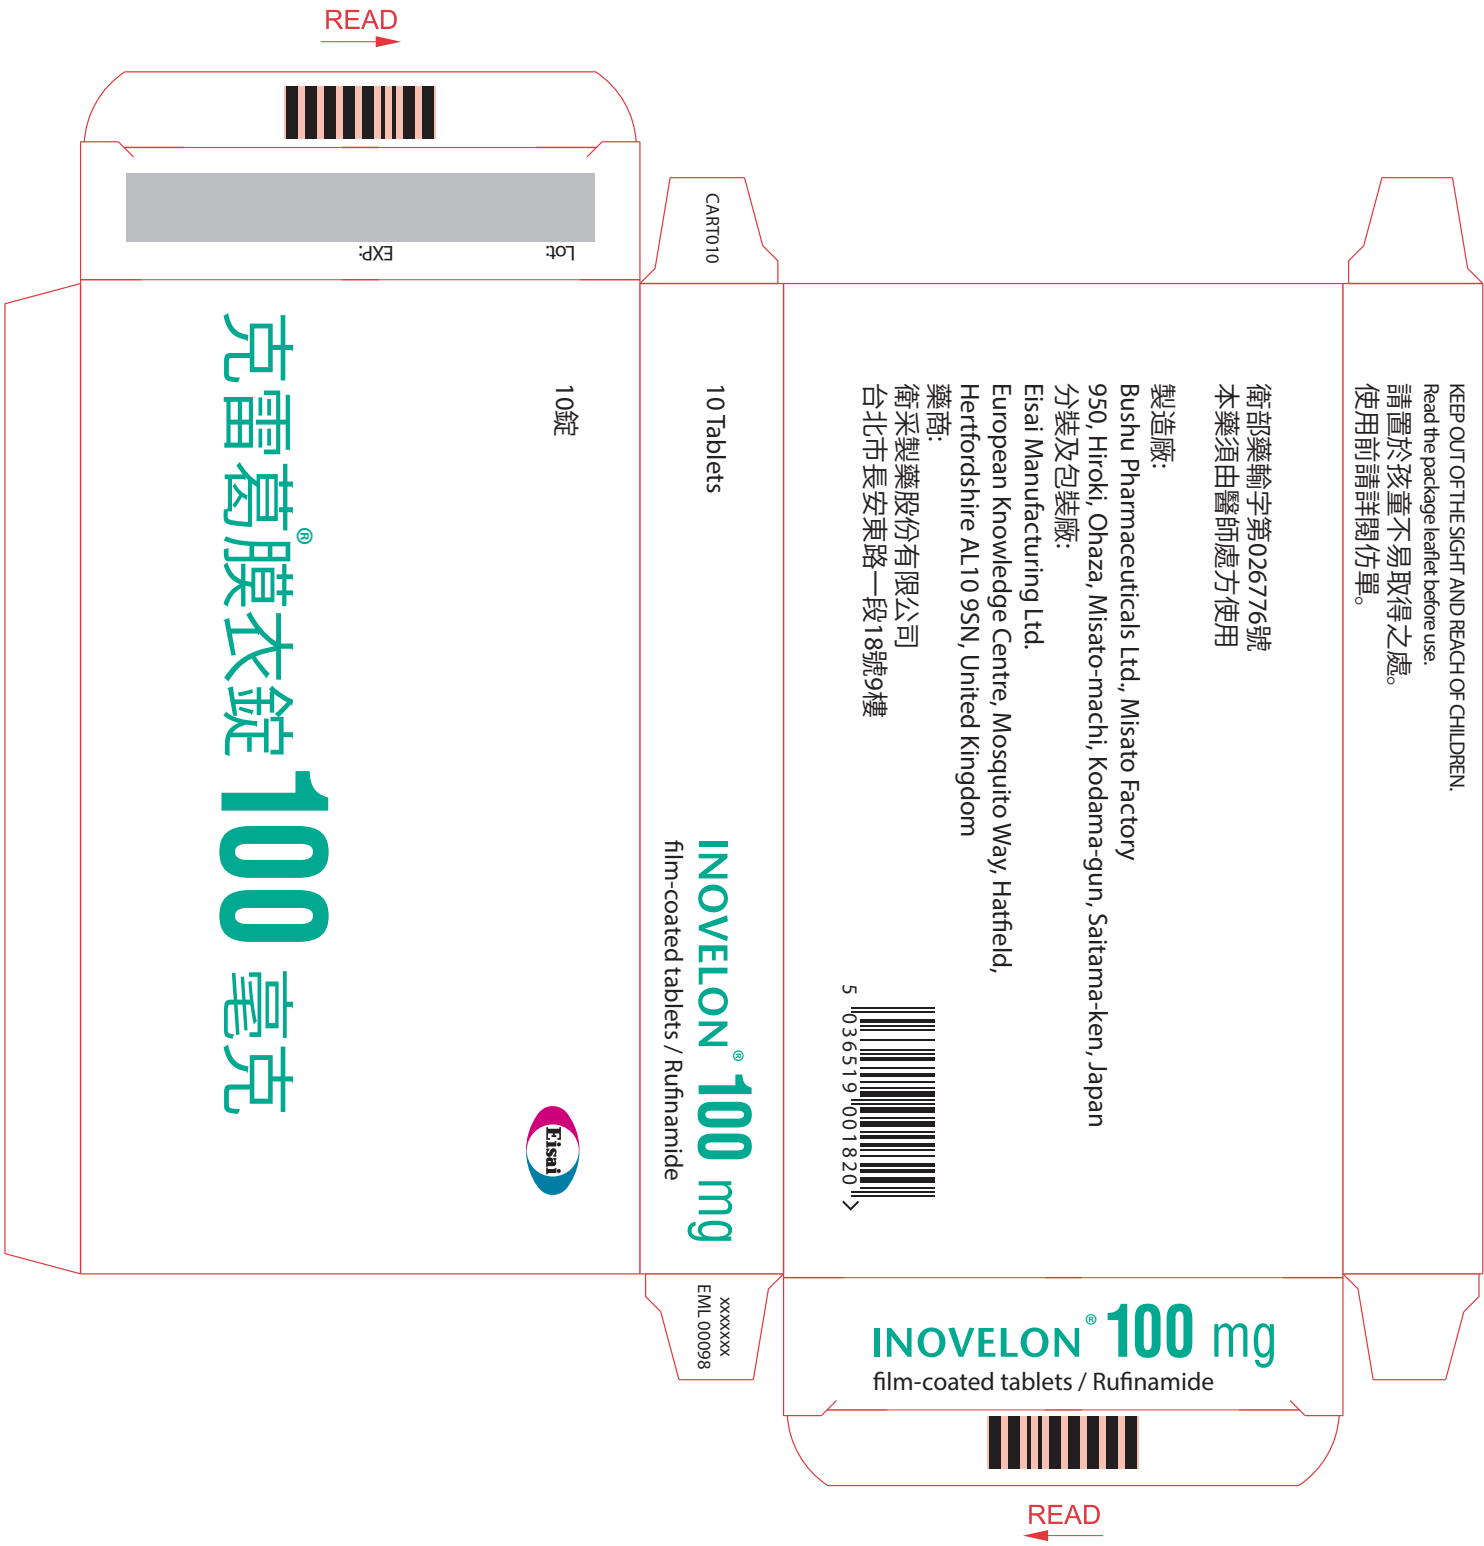 READ
Lot:
EXP:
CART010
克雷葛®膜衣錠 100 毫克
10錠
Eisai
10 Tablets
INOVELON® 100 mg
film-coated tablets / Rufinamide
xxxxxxxx
EML 00098
衛部藥輸字第026776號
本藥須由醫師處方使用
製造廠:
Bushu Pharmaceuticals Ltd., Misato Factory
950, Hiroki, Ohaza, Misato-machi, Kodama-gun, Saitama-ken, Japan
分裝及包裝廠:
Eisai Manufacturing Ltd.
European Knowledge Centre, Mosquito Way, Hatfield,
Hertfordshire AL10 9SN, United Kingdom
藥商:
衛采製藥股份有限公司
台北市長安東路一段18號9樓
5 036519 001820 >
KEEP OUT OF THE SIGHT AND REACH OF CHILDREN.
Read the package leaflet before use.
請置於孩童不易取得之處。
使用前請詳閱仿單。
INOVELON® 100 mg
film-coated tablets / Rufinamide
READ